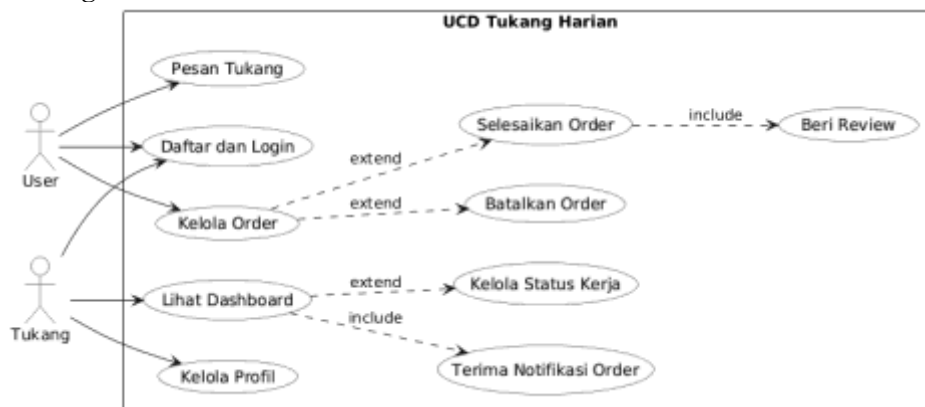 UCD Tukang Harian
Pesan Tukang
Selesaikan Order
include
Beri Review
Daftar dan Login
extend
User
Kelola Order
extend
Batalkan Order
Lihat Dashboard
extend
Kelola Status Kerja
include
Tukang
Kelola Profil
Terima Notifikasi Order